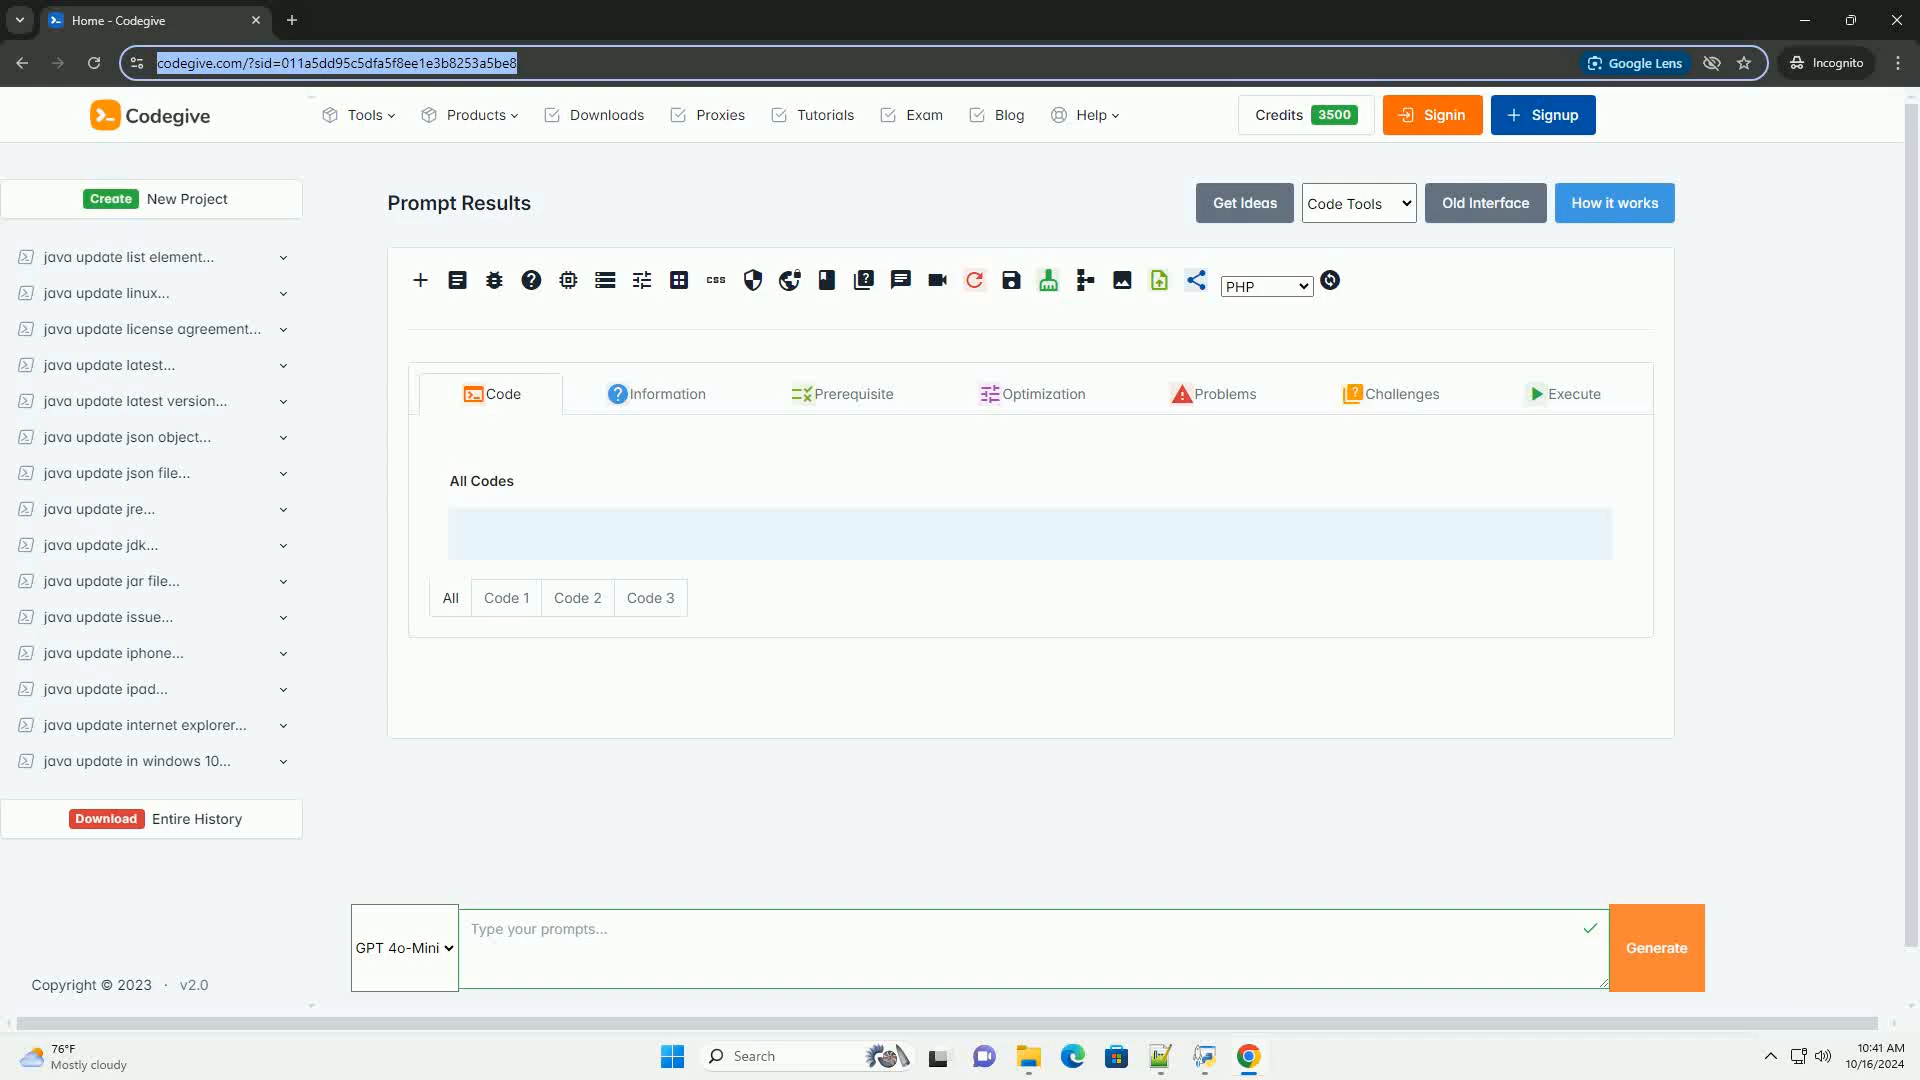 Home - Codegive
codegive.com/?sid=011a5dd95c5dfa5f8ee1e3b8253a5be8
Google Lens
Incognito
Codegive
Tools
Products
Downloads
Proxies
Tutorials
Exam
Blog
Help
Credits 3500
Signin
Signup
Create New Project
java update list element...
java update linux...
java update license agreement...
java update latest...
java update latest version...
java update json object...
java update json file...
java update jre...
java update jdk...
java update jar file...
java update issue...
java update iphone...
java update ipad...
java update internet explorer...
java update in windows 10...
Download Entire History
Copyright © 2023 · v2.0
Prompt Results
Get Ideas
Code Tools
Old Interface
How it works
css
PHP
Code
Information
Prerequisite
Optimization
Problems
Challenges
Execute
All Codes
All
Code 1
Code 2
Code 3
GPT 4o-Mini
Type your prompts...
Generate
76°F
Mostly cloudy
Search
10:41 AM
10/16/2024